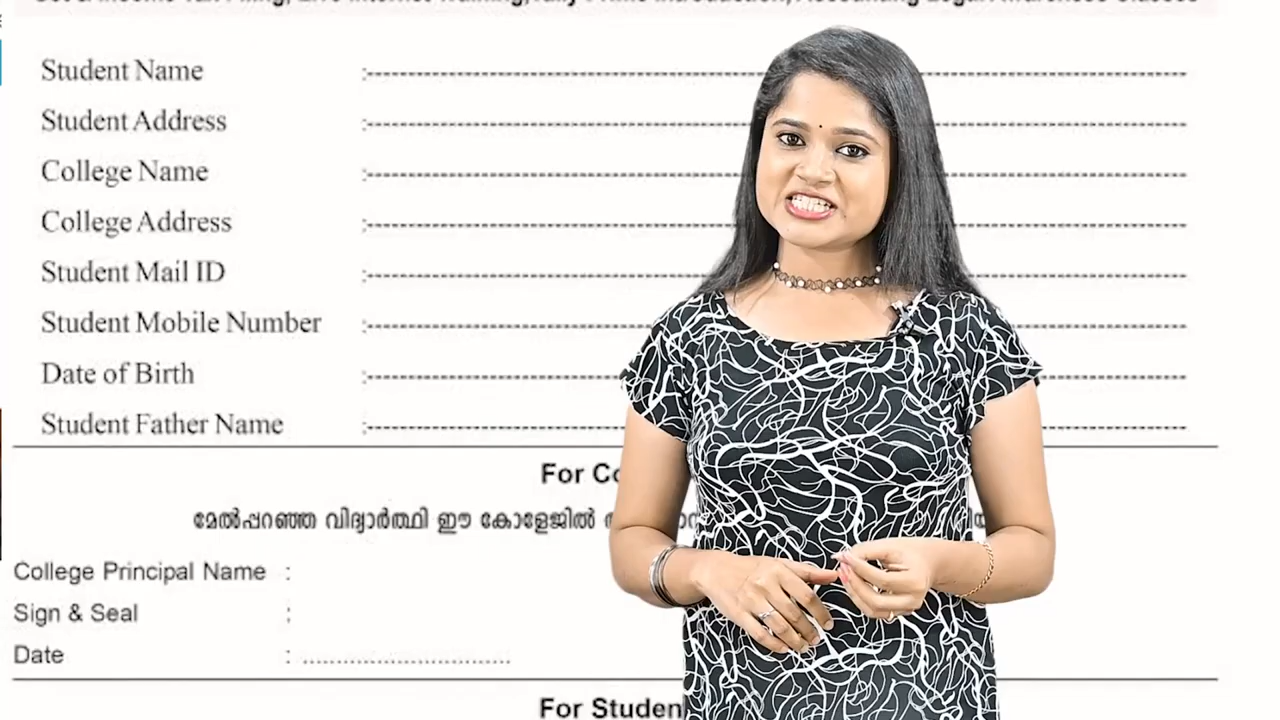 Student Name :
Student Address :
College Name :
College Address :
Student Mail ID :
Student Mobile Number :
Date of Birth :
Student Father Name :
For
മേൽപ്പറഞ്ഞ വിദ്യാർത്ഥി ഈ കോളേജിൽ
College Principal Name :
Sign & Seal :
Date : ..............................
For Studen